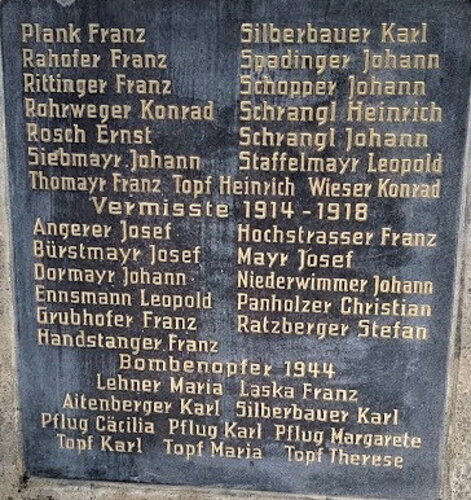 Plank Franz Silberbauer Karl
Rahofer Franz Spadinger Johann
Rittinger Franz Schopper Johann
Rohrweger Konrad Schrangl Heinrich
Rosch Ernst Schrangl Johann
Siebmayr Johann Staffelmayr Leopold
Thomayr Franz Topf Heinrich Wieser Konrad
Vermisste 1914-1918
Angerer Josef Hochstrasser Franz
Bürstmayr Josef Mayr Josef
Dormayr Johann Niederwimmer Johann
Ennsmann Leopold Panholzer Christian
Grubhofer Franz Ratzberger Stefan
Handstanger Franz
Bombenopfer 1944
Lehner Maria Laska Franz
Aitenberger Karl Silberbauer Karl
Pflug Cäcilia Pflug Karl Pflug Margarete
Topf Karl Topf Maria Topf Therese